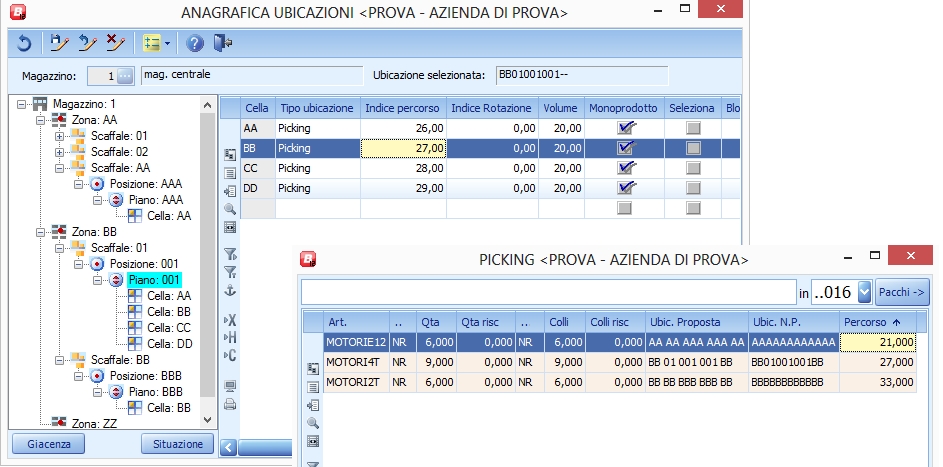 ANAGRAFICA UBICAZIONI <PROVA - AZIENDA DI PROVA>
Magazzino: 1 mag. centrale Ubicazione selezionata: BB01001001--
Magazzino: 1
Zona: AA
Scaffale: 01
Scaffale: 02
Scaffale: AA
Posizione: AAA
Piano: AAA
Cella: AA
Zona: BB
Scaffale: 01
Posizione: 001
Piano: 001
Cella: AA
Cella: BB
Cella: CC
Cella: DD
Scaffale: BB
Posizione: BBB
Piano: BBB
Cella: BB
Zona: ZZ
Giacenza Situazione
Cella Tipo ubicazione Indice percorso Indice Rotazione Volume Monoprodotto Seleziona Blo
AA Picking 26,00 0,00 20,00
BB Picking 27,00 0,00 20,00
CC Picking 28,00 0,00 20,00
DD Picking 29,00 0,00 20,00
PICKING <PROVA - AZIENDA DI PROVA>
in ..016 Pacchi ->
Art. .. Qta Qta risc .. Colli Colli risc Ubic. Proposta Ubic. N.P. Percorso
MOTORIE12 NR 6,000 0,000 NR 6,000 0,000 AA AA AAA AAA AA AAAAAAAAAAAA 21,000
MOTORI4T NR 9,000 0,000 NR 9,000 0,000 BB 01 001 001 BB BB01001001BB 27,000
MOTORI2T NR 6,000 0,000 NR 6,000 0,000 BB BB BBB BBB BB BBBBBBBBBBBB 33,000